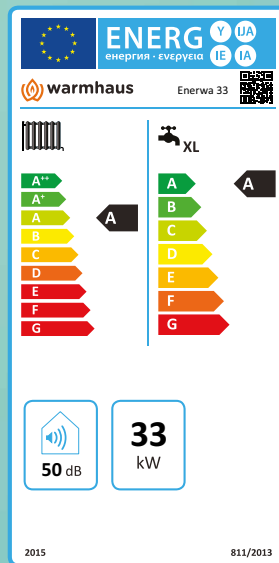 ENERG Y IJA
енергия · ενεργεια IE IA
warmhaus Enerwa 33
XL
A++
A+
A
B
C
D
E
F
G
A
A
B
C
D
E
F
G
A
50 dB
33
kW
2015 811/2013